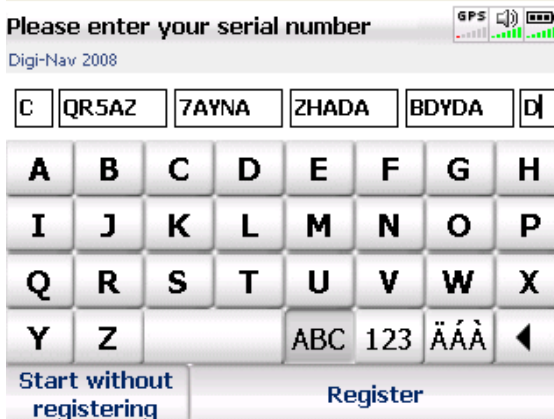 Please enter your serial number
GPS
Digi-Nav 2008
C QR5AZ 7AYNA ZHADA BDYDA D
A B C D E F G H
I J K L M N O P
Q R S T U V W X
Y Z ABC 123 ÄÁÀ
Start without
registering
Register